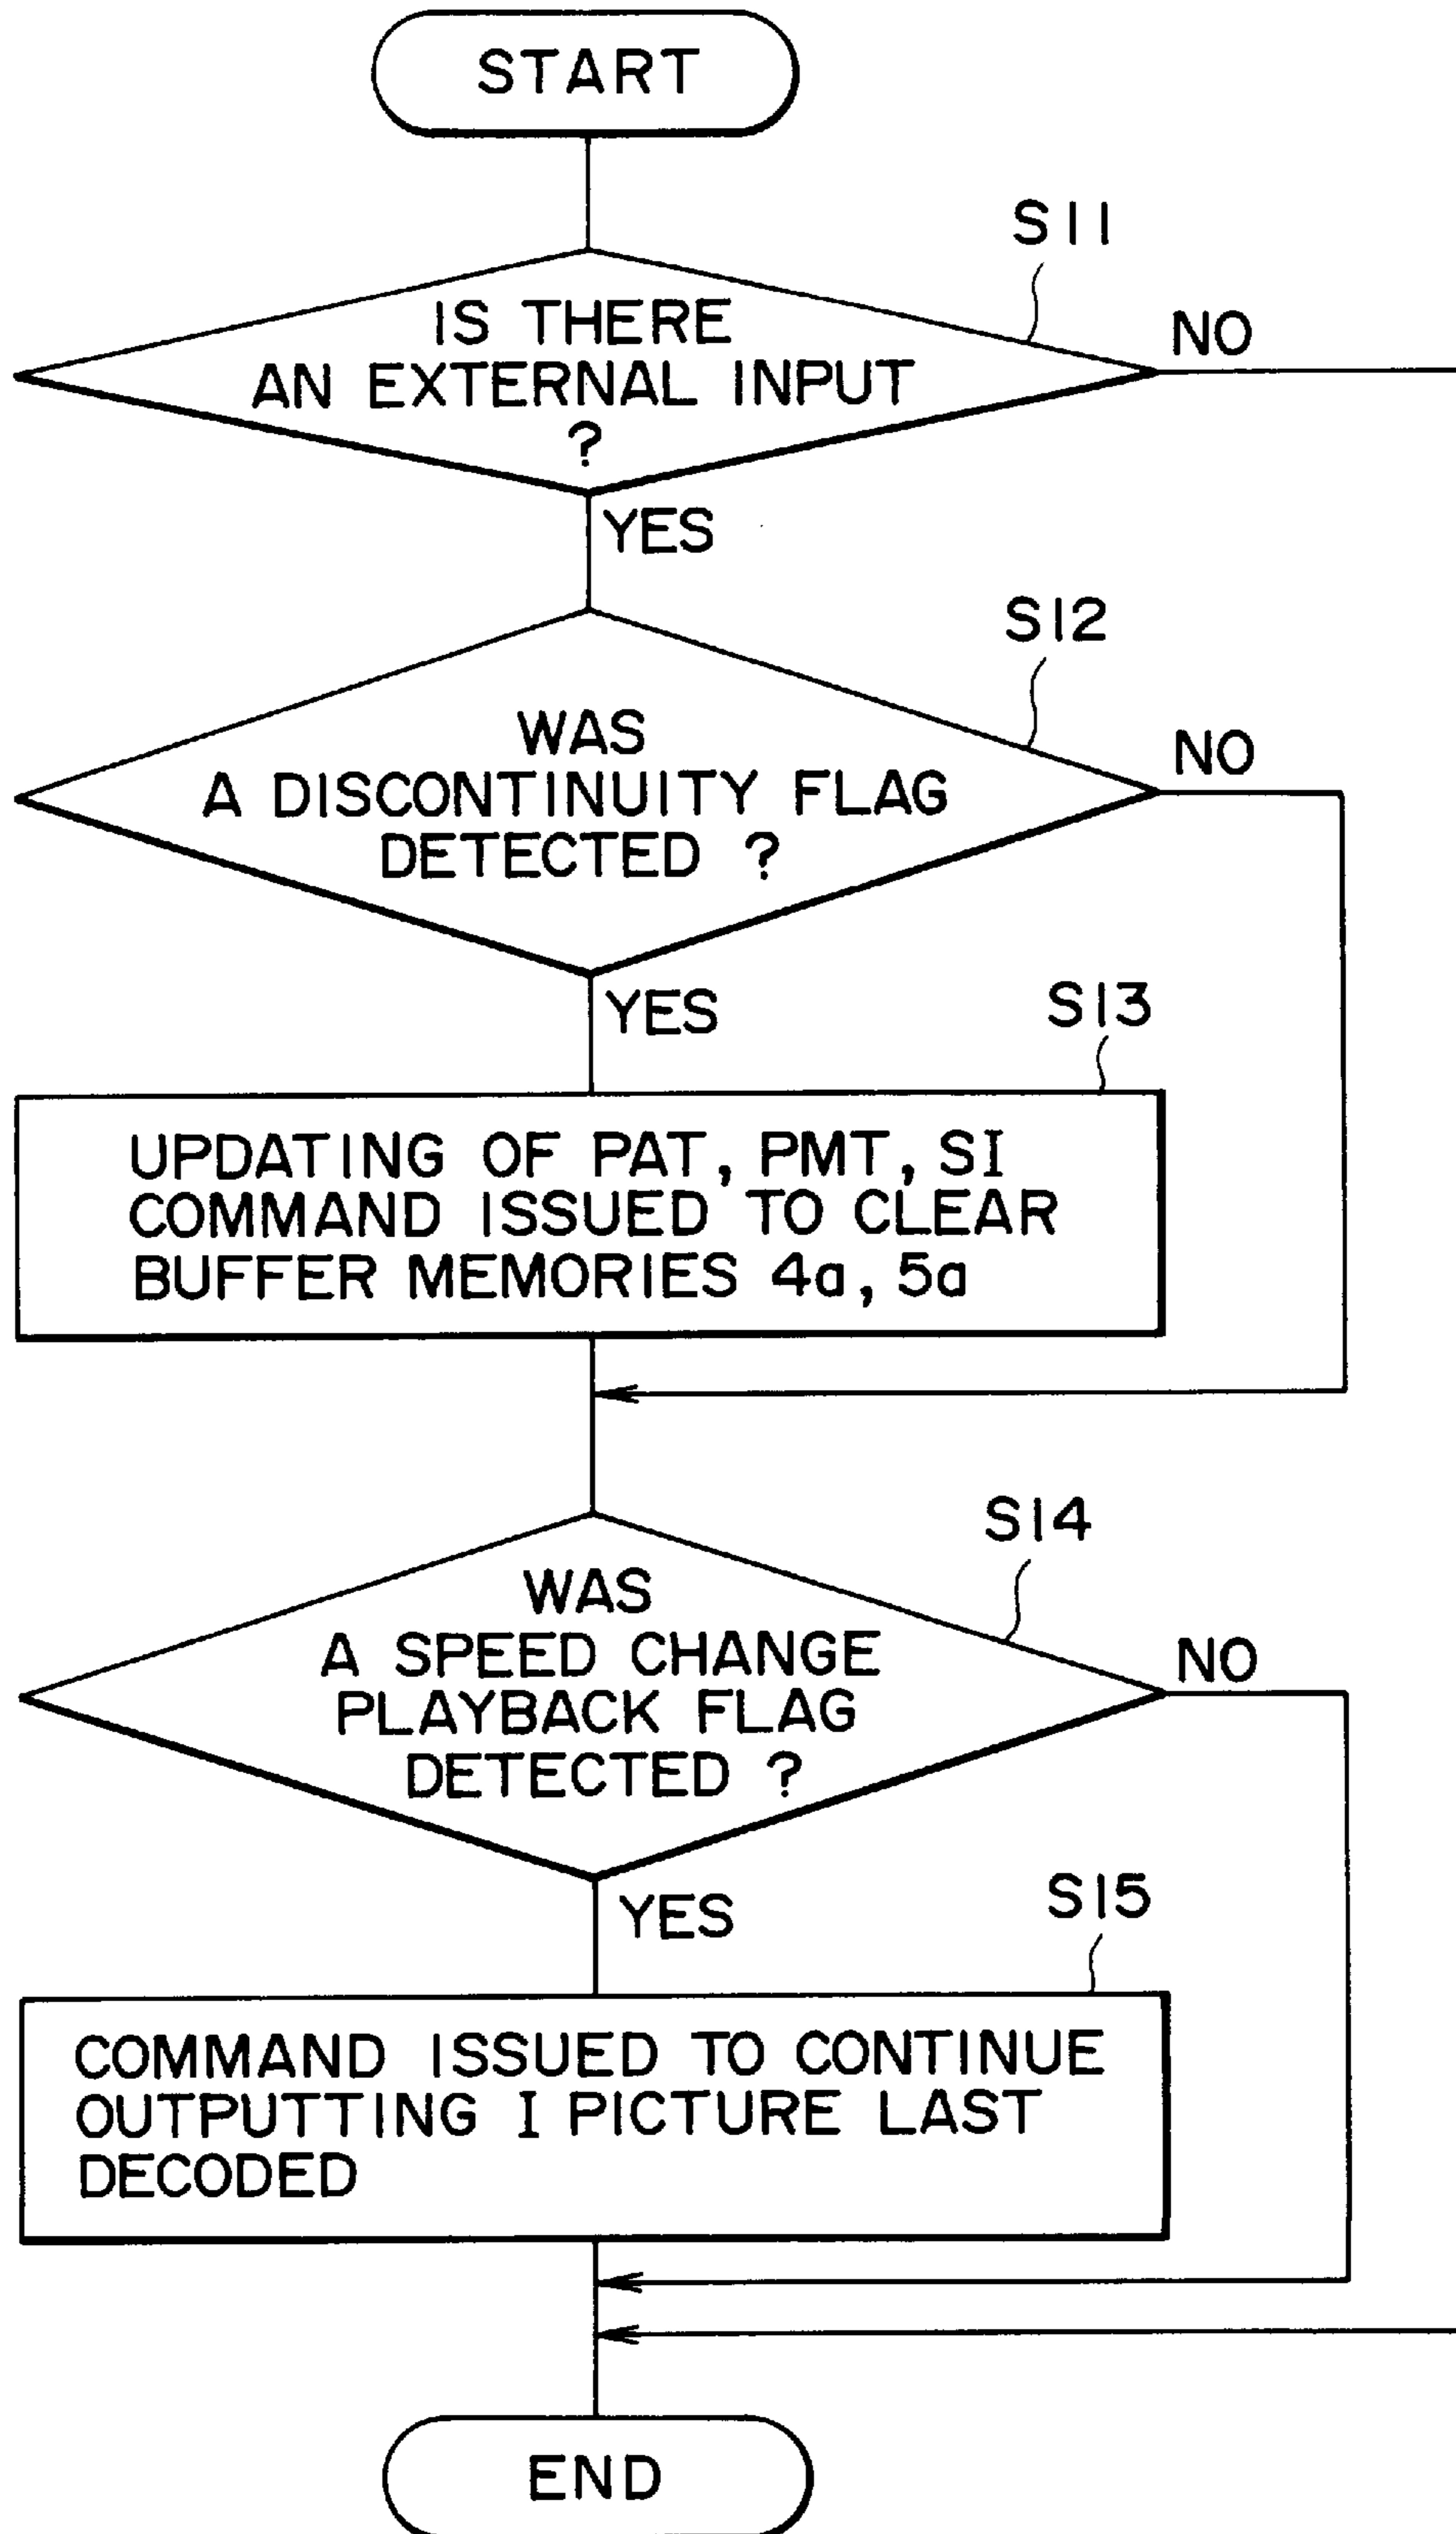 START
S11
IS THERE
AN EXTERNAL INPUT
?
NO
YES
S12
WAS
A DISCONTINUITY FLAG
DETECTED ?
NO
YES
S13
UPDATING OF PAT, PMT, SI
COMMAND ISSUED TO CLEAR
BUFFER MEMORIES 4a, 5a
S14
WAS
A SPEED CHANGE
PLAYBACK FLAG
DETECTED ?
NO
YES
S15
COMMAND ISSUED TO CONTINUE
OUTPUTTING I PICTURE LAST
DECODED
END